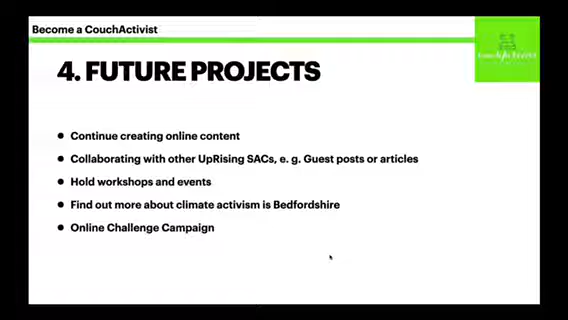 Become a CouchActivist
CouchActivist
4. FUTURE PROJECTS
Continue creating online content
Collaborating with other UpRising SACs, e. g. Guest posts or articles
Hold workshops and events
Find out more about climate activism is Bedfordshire
Online Challenge Campaign